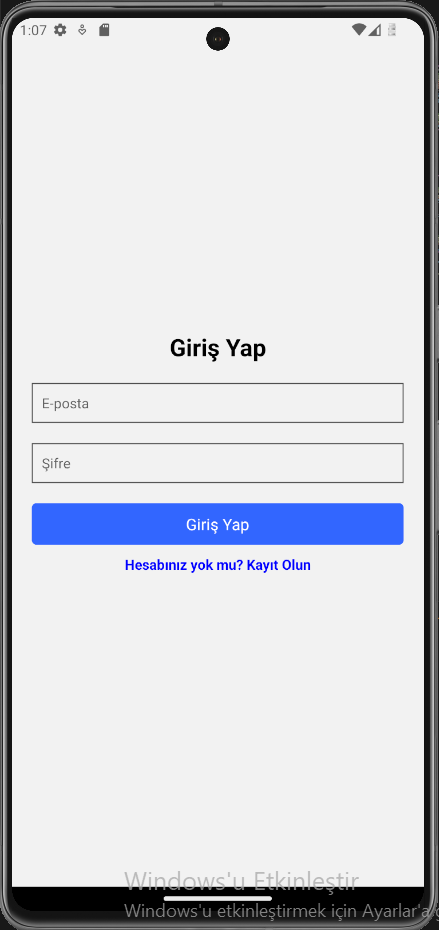 1:07
Giriş Yap
E-posta
Şifre
Giriş Yap
Hesabınız yok mu? Kayıt Olun
Windows'u Etkinleştir
Windows'u etkinleştirmek için Ayarlar'a